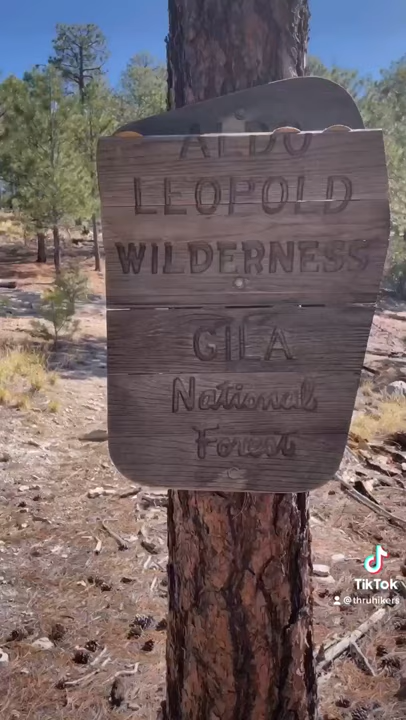 ALDO
LEOPOLD
WILDERNESS
GILA
National
Forest
TikTok
@thruhikers